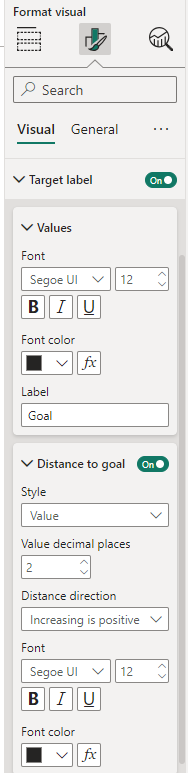 Format visual
Search
Visual General ...
Target label On
Values
Font
Segoe UI 12
B I U
Font color
fx
Label
Goal
Distance to goal On
Style
Value
Value decimal places
2
Distance direction
Increasing is positive
Font
Segoe UI 12
B I U
Font color
fx